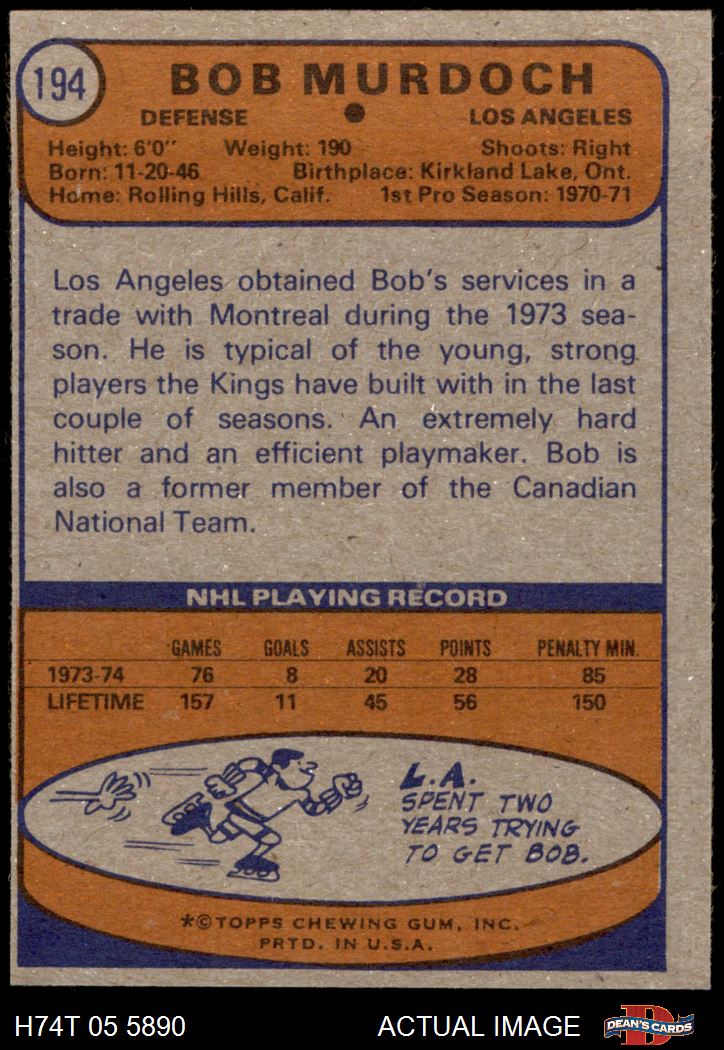 194
BOB MURDOCH
DEFENSE ● LOS ANGELES
Height: 6'0" Weight: 190 Shoots: Right
Born: 11-20-46 Birthplace: Kirkland Lake, Ont.
Home: Rolling Hills, Calif. 1st Pro Season: 1970-71
Los Angeles obtained Bob's services in a
trade with Montreal during the 1973 sea-
son. He is typical of the young, strong
players the Kings have built with in the last
couple of seasons. An extremely hard
hitter and an efficient playmaker. Bob is
also a former member of the Canadian
National Team.
NHL PLAYING RECORD
GAMES GOALS ASSISTS POINTS PENALTY MIN.
1973-74 76 8 20 28 85
LIFETIME 157 11 45 56 150
L.A.
SPENT TWO
YEARS TRYING
TO GET BOB.
*©TOPPS CHEWING GUM, INC.
PRTD. IN U.S.A.
H74T 05 5890 ACTUAL IMAGE D DEAN'S CARDS